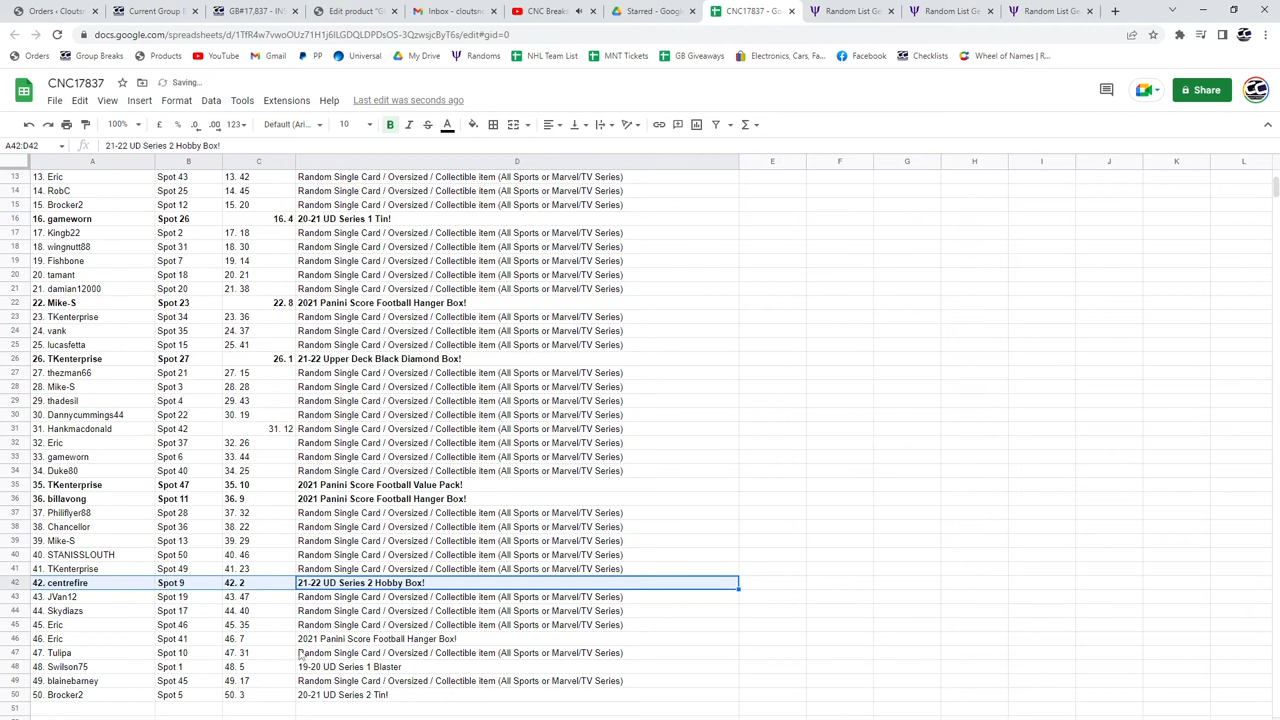 Orders ‹ Clouts n
Current Group B
GB#17,837 - IN
Edit product "G
Inbox - cloutsno
CNC Breaks
Starred - Google
CNC17837 - Goo
Random List Ge
Random List Ge
Random List Ge
docs.google.com/spreadsheets/d/1TfR4w7vwoOUz71H1j6lLGDQLDPDsOS-3QzwsjcByT6s/edit#gid=0
Orders Group Breaks Products YouTube Gmail PP Universal My Drive Randoms NHL Team List MNT Tickets GB Giveaways Electronics, Cars, Fa... Facebook Checklists Wheel of Names | R...
CNC17837 Saving...
File Edit View Insert Format Data Tools Extensions Help Last edit was seconds ago
Share
100% £ % .0 .00 123 Default (Ari... 10 B I S A
A42:D42 fx 21-22 UD Series 2 Hobby Box!
A B C D E F G H I J K L
13 13. Eric Spot 43 13. 42 Random Single Card / Oversized / Collectible item (All Sports or Marvel/TV Series)
14 14. RobC Spot 25 14. 45 Random Single Card / Oversized / Collectible item (All Sports or Marvel/TV Series)
15 15. Brocker2 Spot 12 15. 20 Random Single Card / Oversized / Collectible item (All Sports or Marvel/TV Series)
16 16. gameworn Spot 26 16. 4 20-21 UD Series 1 Tin!
17 17. Kingb22 Spot 2 17. 18 Random Single Card / Oversized / Collectible item (All Sports or Marvel/TV Series)
18 18. wingnutt88 Spot 31 18. 30 Random Single Card / Oversized / Collectible item (All Sports or Marvel/TV Series)
19 19. Fishbone Spot 7 19. 14 Random Single Card / Oversized / Collectible item (All Sports or Marvel/TV Series)
20 20. tamant Spot 18 20. 21 Random Single Card / Oversized / Collectible item (All Sports or Marvel/TV Series)
21 21. damian12000 Spot 20 21. 38 Random Single Card / Oversized / Collectible item (All Sports or Marvel/TV Series)
22 22. Mike-S Spot 23 22. 8 2021 Panini Score Football Hanger Box!
23 23. TKenterprise Spot 34 23. 36 Random Single Card / Oversized / Collectible item (All Sports or Marvel/TV Series)
24 24. vank Spot 35 24. 37 Random Single Card / Oversized / Collectible item (All Sports or Marvel/TV Series)
25 25. lucasfetta Spot 15 25. 41 Random Single Card / Oversized / Collectible item (All Sports or Marvel/TV Series)
26 26. TKenterprise Spot 27 26. 1 21-22 Upper Deck Black Diamond Box!
27 27. thezman66 Spot 21 27. 15 Random Single Card / Oversized / Collectible item (All Sports or Marvel/TV Series)
28 28. Mike-S Spot 3 28. 28 Random Single Card / Oversized / Collectible item (All Sports or Marvel/TV Series)
29 29. thadesil Spot 4 29. 43 Random Single Card / Oversized / Collectible item (All Sports or Marvel/TV Series)
30 30. Dannycummings44 Spot 22 30. 19 Random Single Card / Oversized / Collectible item (All Sports or Marvel/TV Series)
31 31. Hankmacdonald Spot 42 31. 12 Random Single Card / Oversized / Collectible item (All Sports or Marvel/TV Series)
32 32. Eric Spot 37 32. 26 Random Single Card / Oversized / Collectible item (All Sports or Marvel/TV Series)
33 33. gameworn Spot 6 33. 44 Random Single Card / Oversized / Collectible item (All Sports or Marvel/TV Series)
34 34. Duke80 Spot 40 34. 25 Random Single Card / Oversized / Collectible item (All Sports or Marvel/TV Series)
35 35. TKenterprise Spot 47 35. 10 2021 Panini Score Football Value Pack!
36 36. billavong Spot 11 36. 9 2021 Panini Score Football Hanger Box!
37 37. Philiflyer88 Spot 28 37. 32 Random Single Card / Oversized / Collectible item (All Sports or Marvel/TV Series)
38 38. Chancellor Spot 36 38. 22 Random Single Card / Oversized / Collectible item (All Sports or Marvel/TV Series)
39 39. Mike-S Spot 13 39. 29 Random Single Card / Oversized / Collectible item (All Sports or Marvel/TV Series)
40 40. STANISSLOUTH Spot 50 40. 46 Random Single Card / Oversized / Collectible item (All Sports or Marvel/TV Series)
41 41. TKenterprise Spot 49 41. 23 Random Single Card / Oversized / Collectible item (All Sports or Marvel/TV Series)
42 42. centrefire Spot 9 42. 2 21-22 UD Series 2 Hobby Box!
43 43. JVan12 Spot 19 43. 47 Random Single Card / Oversized / Collectible item (All Sports or Marvel/TV Series)
44 44. Skydiazs Spot 17 44. 40 Random Single Card / Oversized / Collectible item (All Sports or Marvel/TV Series)
45 45. Eric Spot 46 45. 35 Random Single Card / Oversized / Collectible item (All Sports or Marvel/TV Series)
46 46. Eric Spot 41 46. 7 2021 Panini Score Football Hanger Box!
47 47. Tulipa Spot 10 47. 31 Random Single Card / Oversized / Collectible item (All Sports or Marvel/TV Series)
48 48. Swilson75 Spot 1 48. 5 19-20 UD Series 1 Blaster
49 49. blainebarney Spot 45 49. 17 Random Single Card / Oversized / Collectible item (All Sports or Marvel/TV Series)
50 50. Brocker2 Spot 5 50. 3 20-21 UD Series 2 Tin!
51